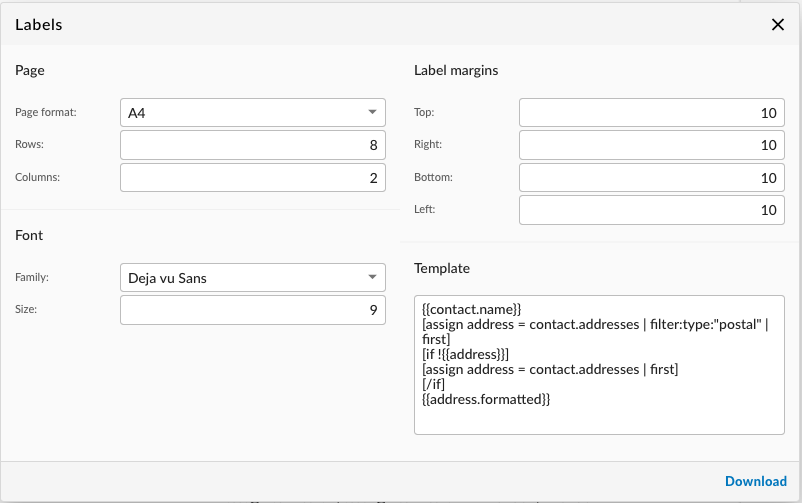 Labels
Page
Page format:
A4
Rows:
8
Columns:
2
Font
Family:
Deja vu Sans
Size:
9
Label margins
Top:
10
Right:
10
Bottom:
10
Left:
10
Template
{{contact.name}}
[assign address = contact.addresses | filter:type:"postal" |
first]
[if !{{address}}]
[assign address = contact.addresses | first]
[/if]
{{address.formatted}}
Download